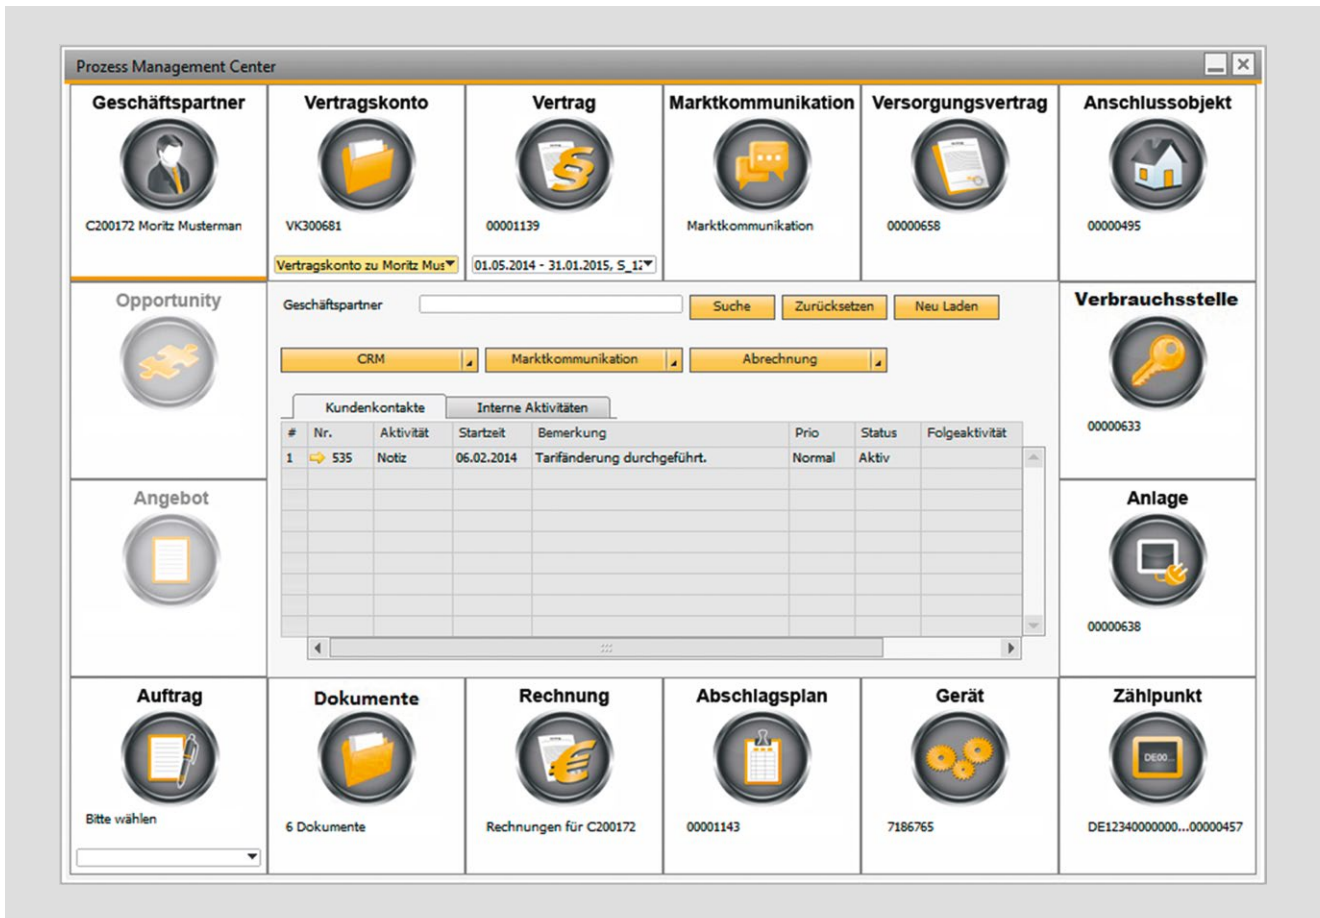 Prozess Management Center
Geschäftspartner
Vertragskonto
Vertrag
Marktkommunikation
Versorgungsvertrag
Anschlussobjekt
C200172 Moritz Musterman
VK300681
00001139
Marktkommunikation
00000658
00000495
Vertragskonto zu Moritz Mus
01.05.2014 - 31.01.2015, S_12
Opportunity
Geschäftspartner
Suche
Zurücksetzen
Neu Laden
Verbrauchsstelle
CRM
Marktkommunikation
Abrechnung
00000633
Kundenkontakte
Interne Aktivitäten
# Nr. Aktivität Startzeit Bemerkung Prio Status Folgeaktivität
1 535 Notiz 06.02.2014 Tarifänderung durchgeführt. Normal Aktiv
Angebot
Anlage
00000638
Auftrag
Dokumente
Rechnung
Abschlagsplan
Gerät
Zählpunkt
DE00...
Bitte wählen
6 Dokumente
Rechnungen für C200172
00001143
7186765
DE12340000000...00000457